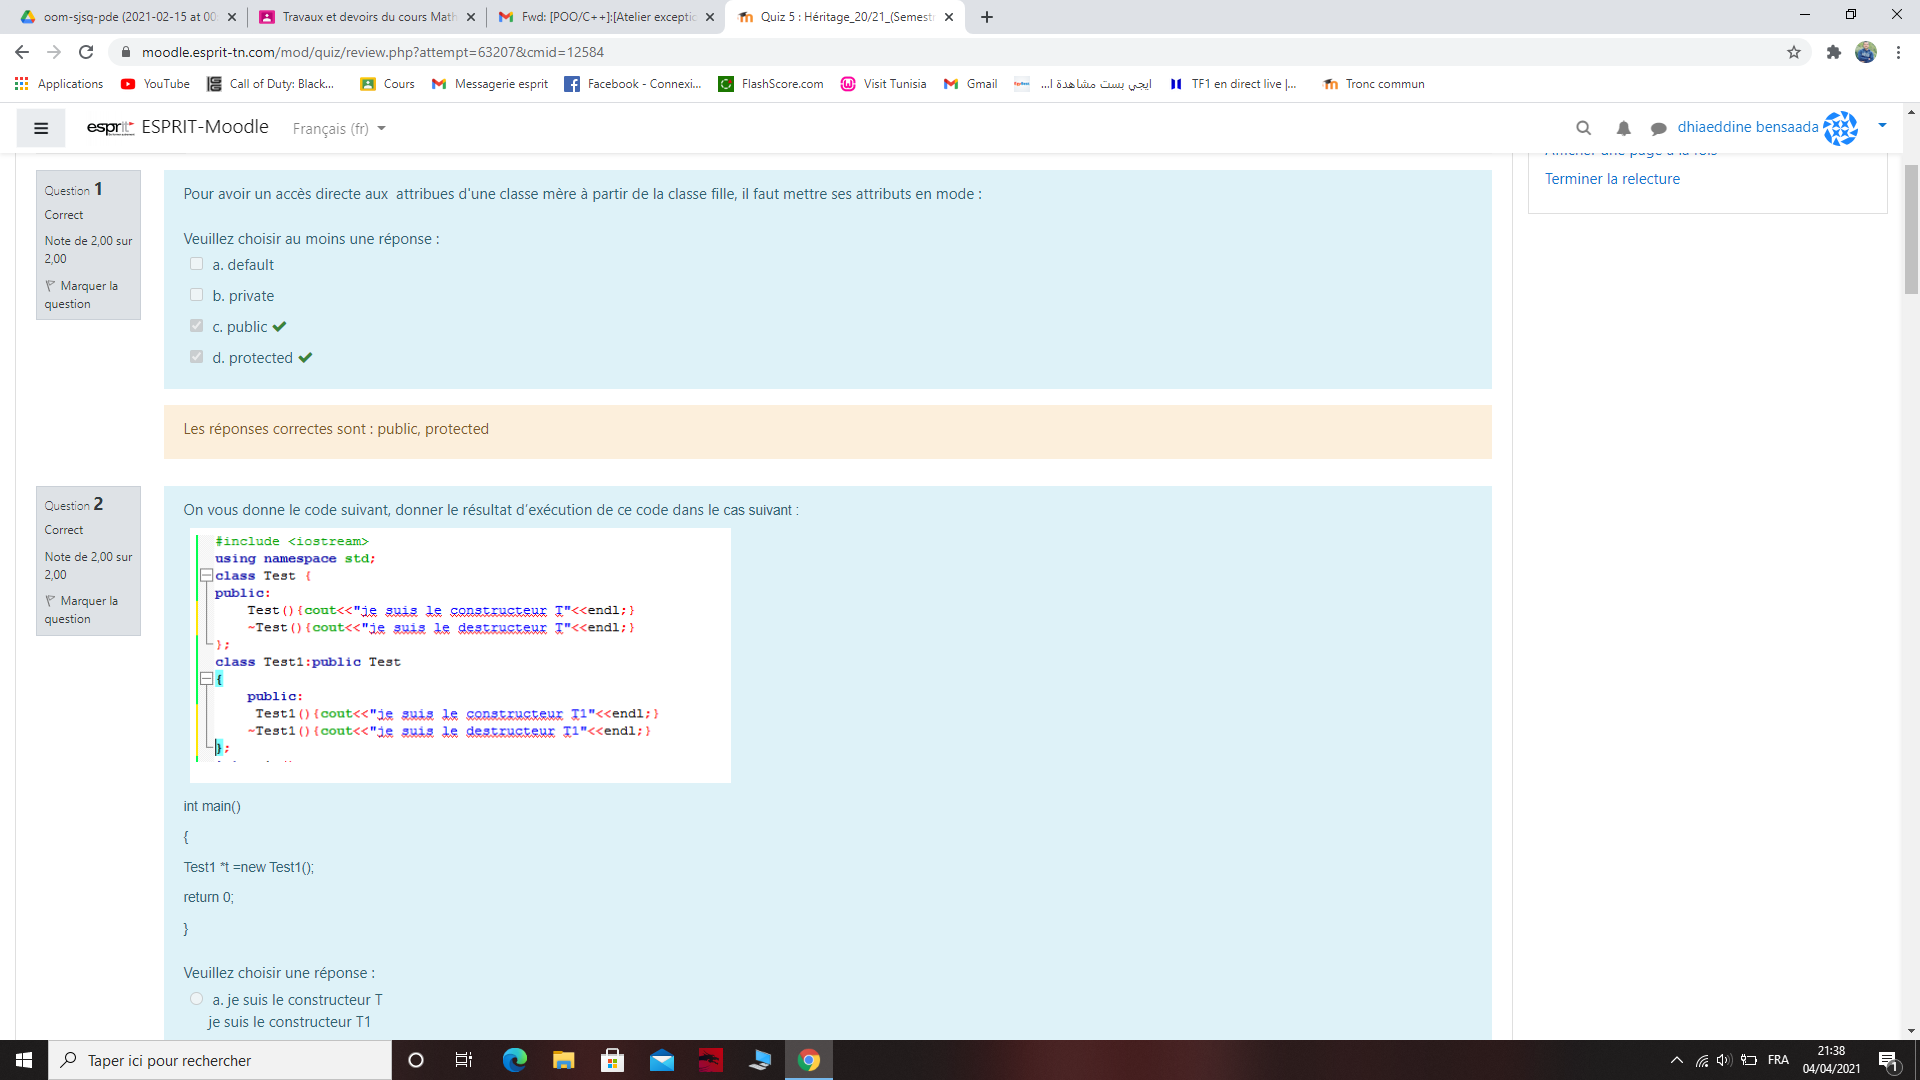 oom-sjsq-pde (2021-02-15 at 00
Travaux et devoirs du cours Math
Fwd: [POO/C++]:[Atelier exceptio
Quiz 5 : Héritage_20/21_(Semestr
moodle.esprit-tn.com/mod/quiz/review.php?attempt=63207&cmid=12584
Applications
YouTube
Call of Duty: Black...
Cours
Messagerie esprit
Facebook - Connexi...
FlashScore.com
Visit Tunisia
Gmail
ايجي بست مشاهدة ا...
TF1 en direct live |...
Tronc commun
esprit ESPRIT-Moodle
Français (fr)
dhiaeddine bensaada
Afficher une page à la fois
Terminer la relecture
Question 1
Correct
Note de 2,00 sur
2,00
Marquer la
question
Pour avoir un accès directe aux attribues d'une classe mère à partir de la classe fille, il faut mettre ses attributs en mode :
Veuillez choisir au moins une réponse :
a. default
b. private
c. public
d. protected
Les réponses correctes sont : public, protected
Question 2
Correct
Note de 2,00 sur
2,00
Marquer la
question
On vous donne le code suivant, donner le résultat d'exécution de ce code dans le cas suivant :
#include <iostream>
using namespace std;
class Test {
public:
Test(){cout<<"je suis le constructeur T"<<endl;}
~Test(){cout<<"je suis le destructeur T"<<endl;}
};
class Test1:public Test
{
public:
Test1(){cout<<"je suis le constructeur T1"<<endl;}
~Test1(){cout<<"je suis le destructeur T1"<<endl;}
};
int main()
{
Test1 *t =new Test1();
return 0;
}
Veuillez choisir une réponse :
a. je suis le constructeur T
je suis le constructeur T1
Taper ici pour rechercher
FRA
21:38
04/04/2021
1